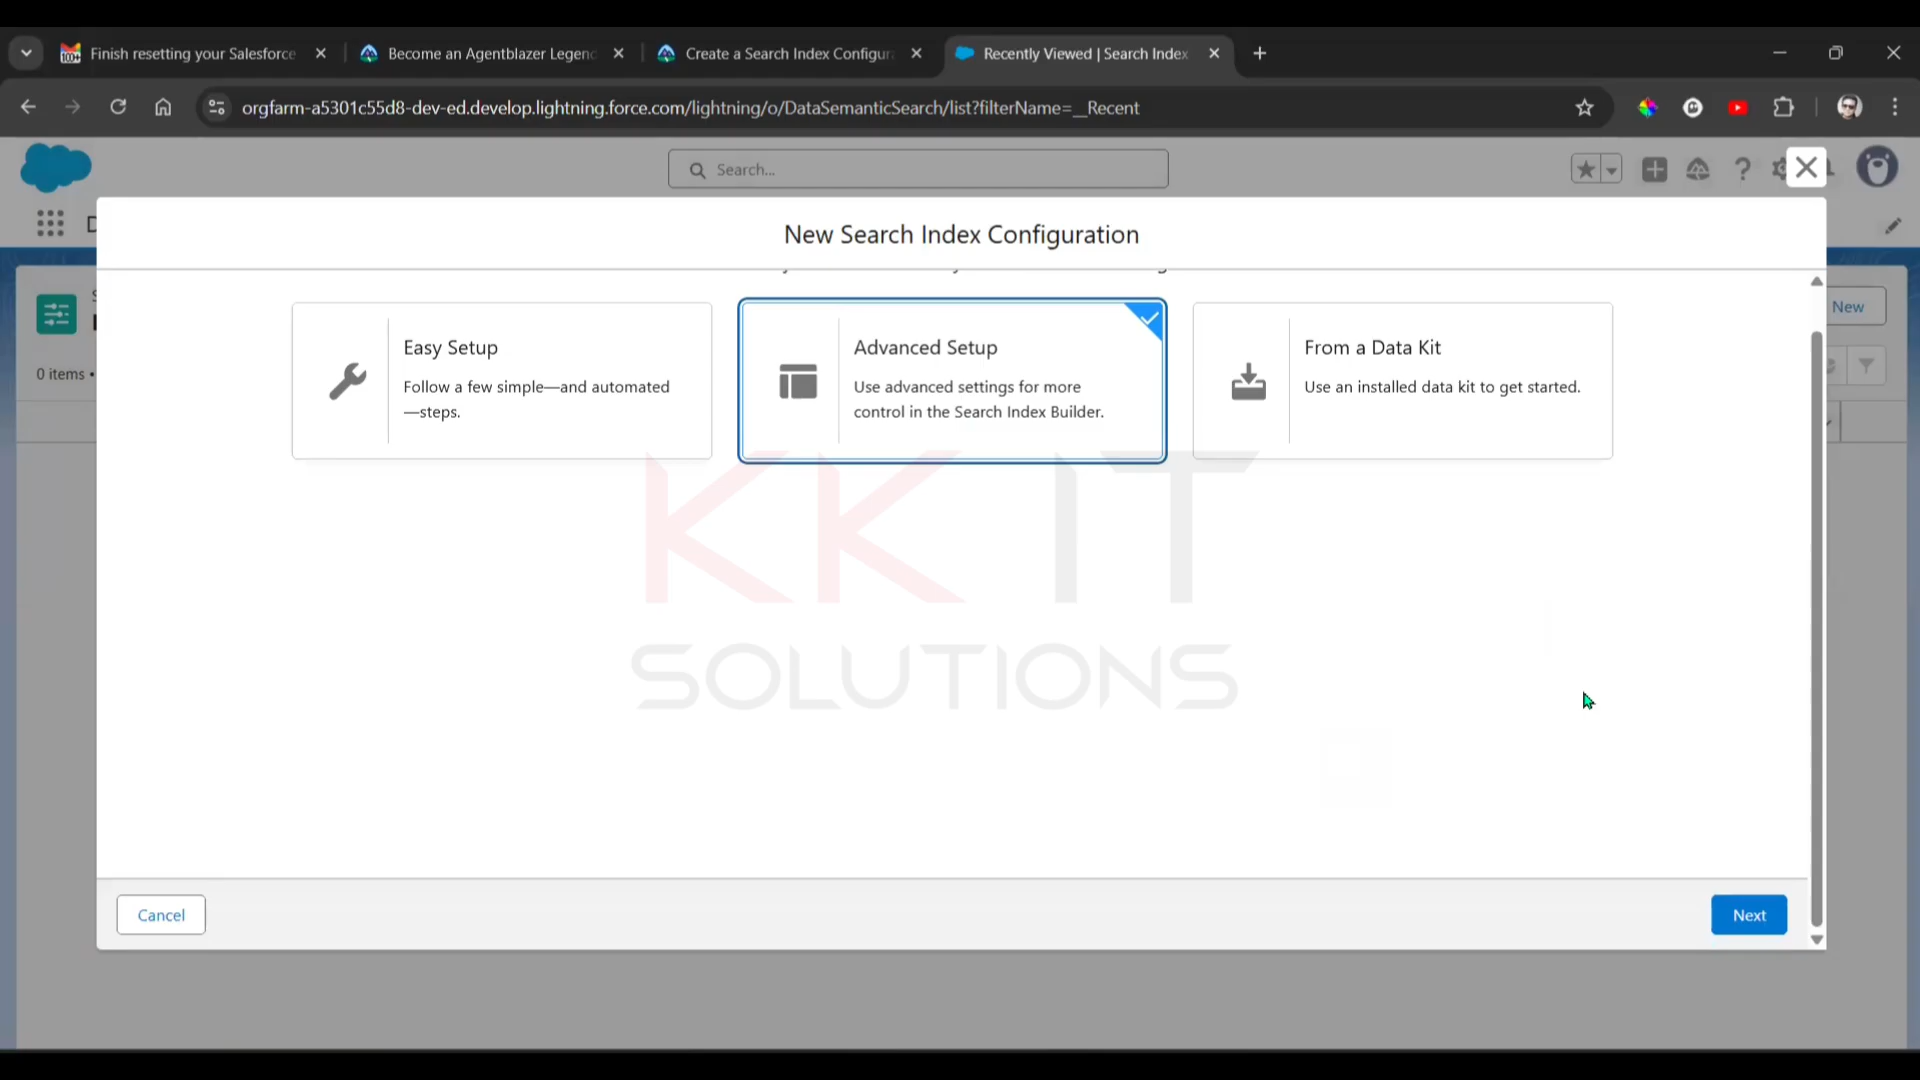 Finish resetting your Salesforce
Become an Agentblazer Legend
Create a Search Index Configur
Recently Viewed | Search Index
orgfarm-a5301c55d8-dev-ed.develop.lightning.force.com/lightning/o/DataSemanticSearch/list?filterName=__Recent
Search...
New Search Index Configuration
New
0 items •
Easy Setup
Follow a few simple—and automated
—steps.
Advanced Setup
Use advanced settings for more
control in the Search Index Builder.
From a Data Kit
Use an installed data kit to get started.
KK IT
SOLUTIONS
Cancel
Next